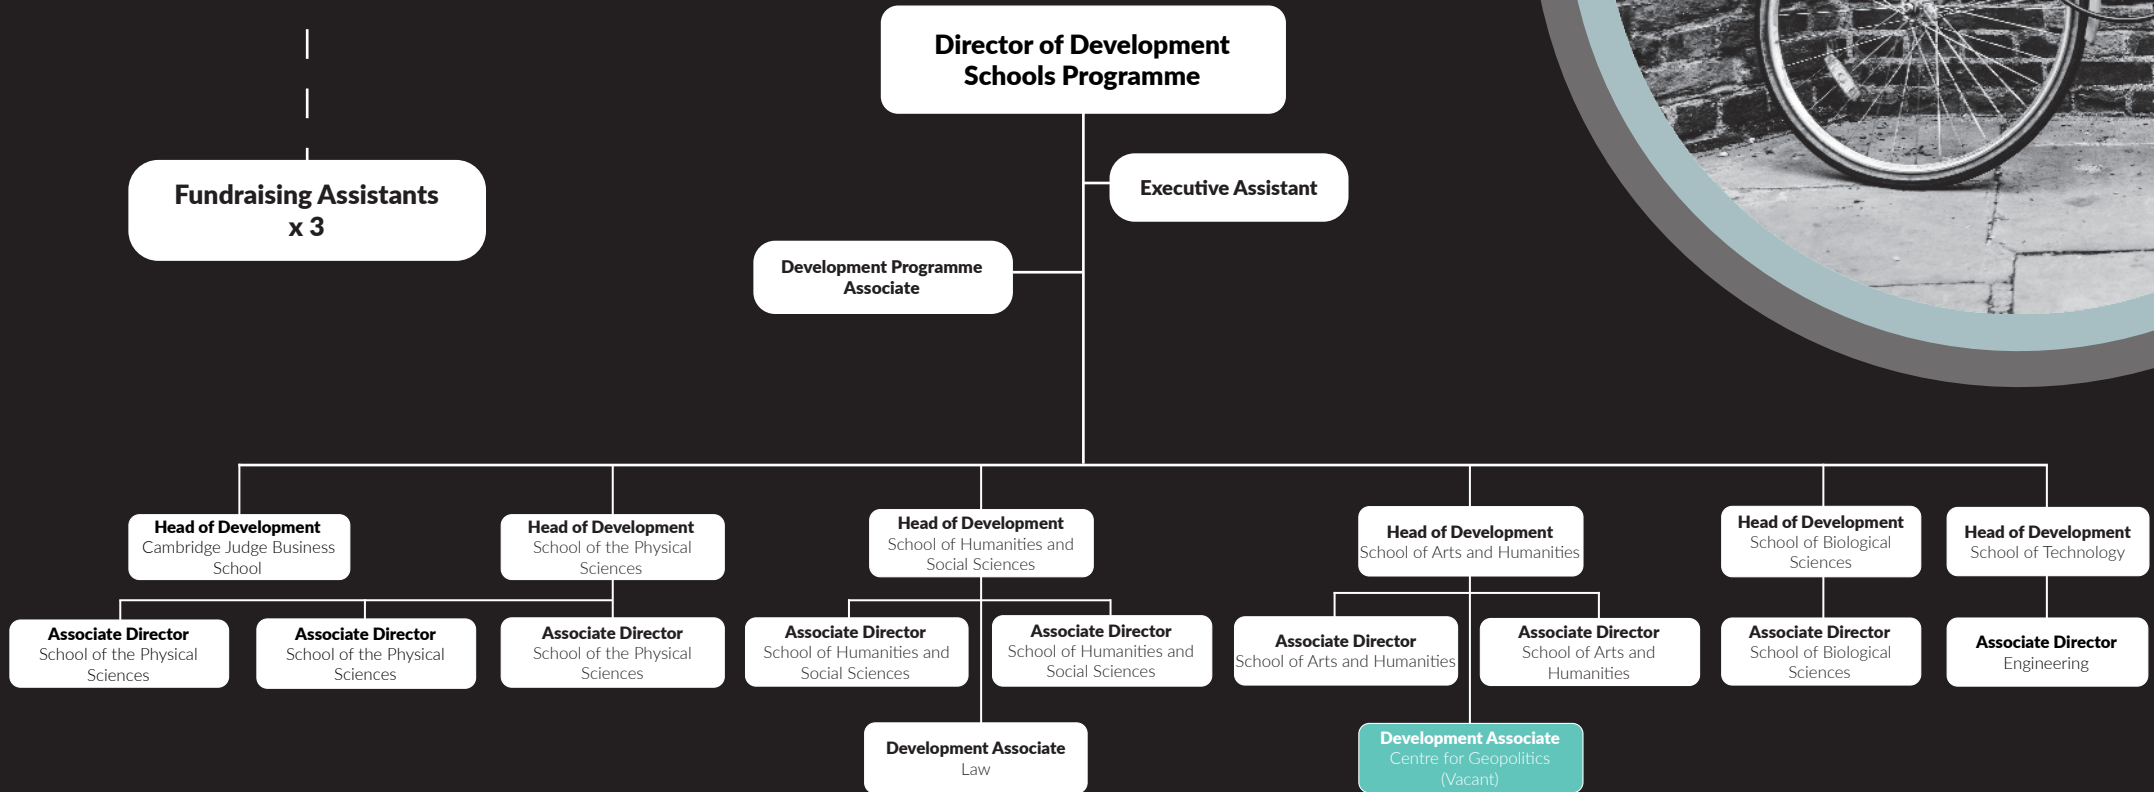 Director of Development
Schools Programme
Fundraising Assistants
x 3
Executive Assistant
Development Programme
Associate
Head of Development
Cambridge Judge Business
School
Head of Development
School of the Physical
Sciences
Head of Development
School of Humanities and
Social Sciences
Head of Development
School of Arts and Humanities
Head of Development
School of Biological
Sciences
Head of Development
School of Technology
Associate Director
School of the Physical
Sciences
Associate Director
School of the Physical
Sciences
Associate Director
School of the Physical
Sciences
Associate Director
School of Humanities and
Social Sciences
Associate Director
School of Humanities and
Social Sciences
Associate Director
School of Arts and Humanities
Associate Director
School of Arts and
Humanities
Associate Director
School of Biological
Sciences
Associate Director
Engineering
Development Associate
Law
Development Associate
Centre for Geopolitics
(Vacant)